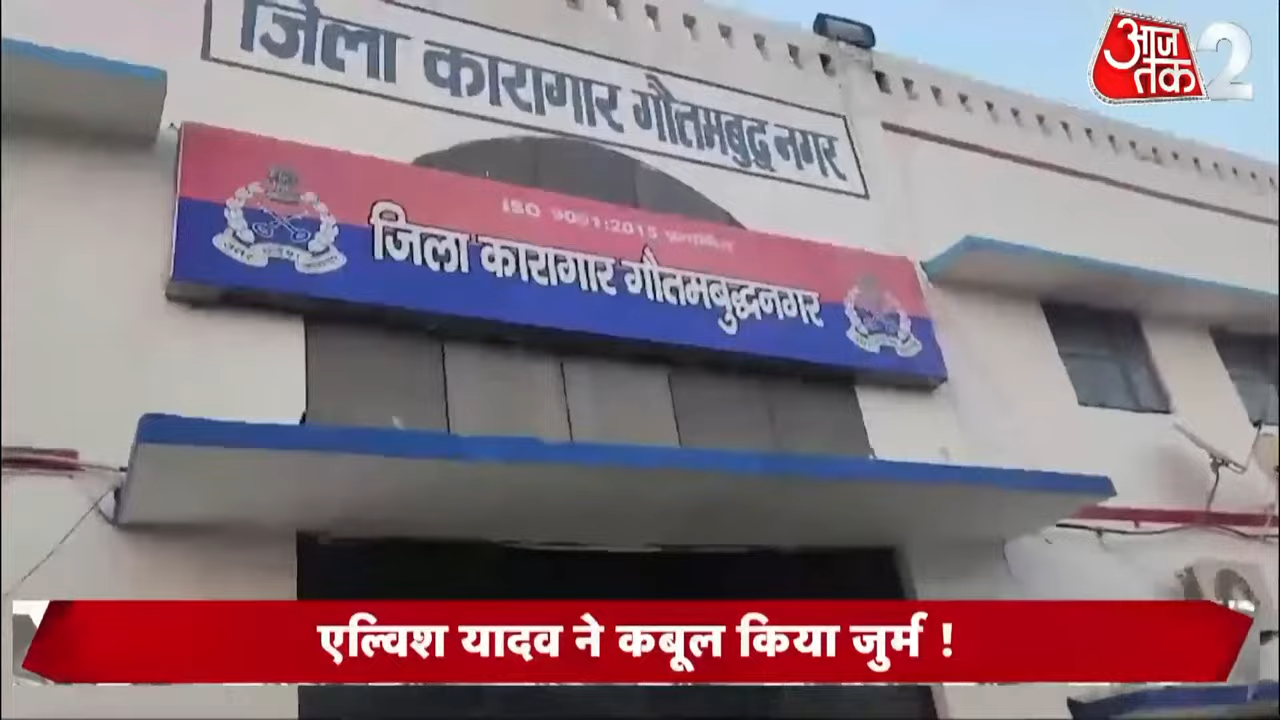 आज तक 2
जिला कारागार गौतमबुद्ध नगर
ISO 9001:2015
जिला कारागार गौतमबुद्धनगर
एल्विश यादव ने कबूल किया जुर्म !